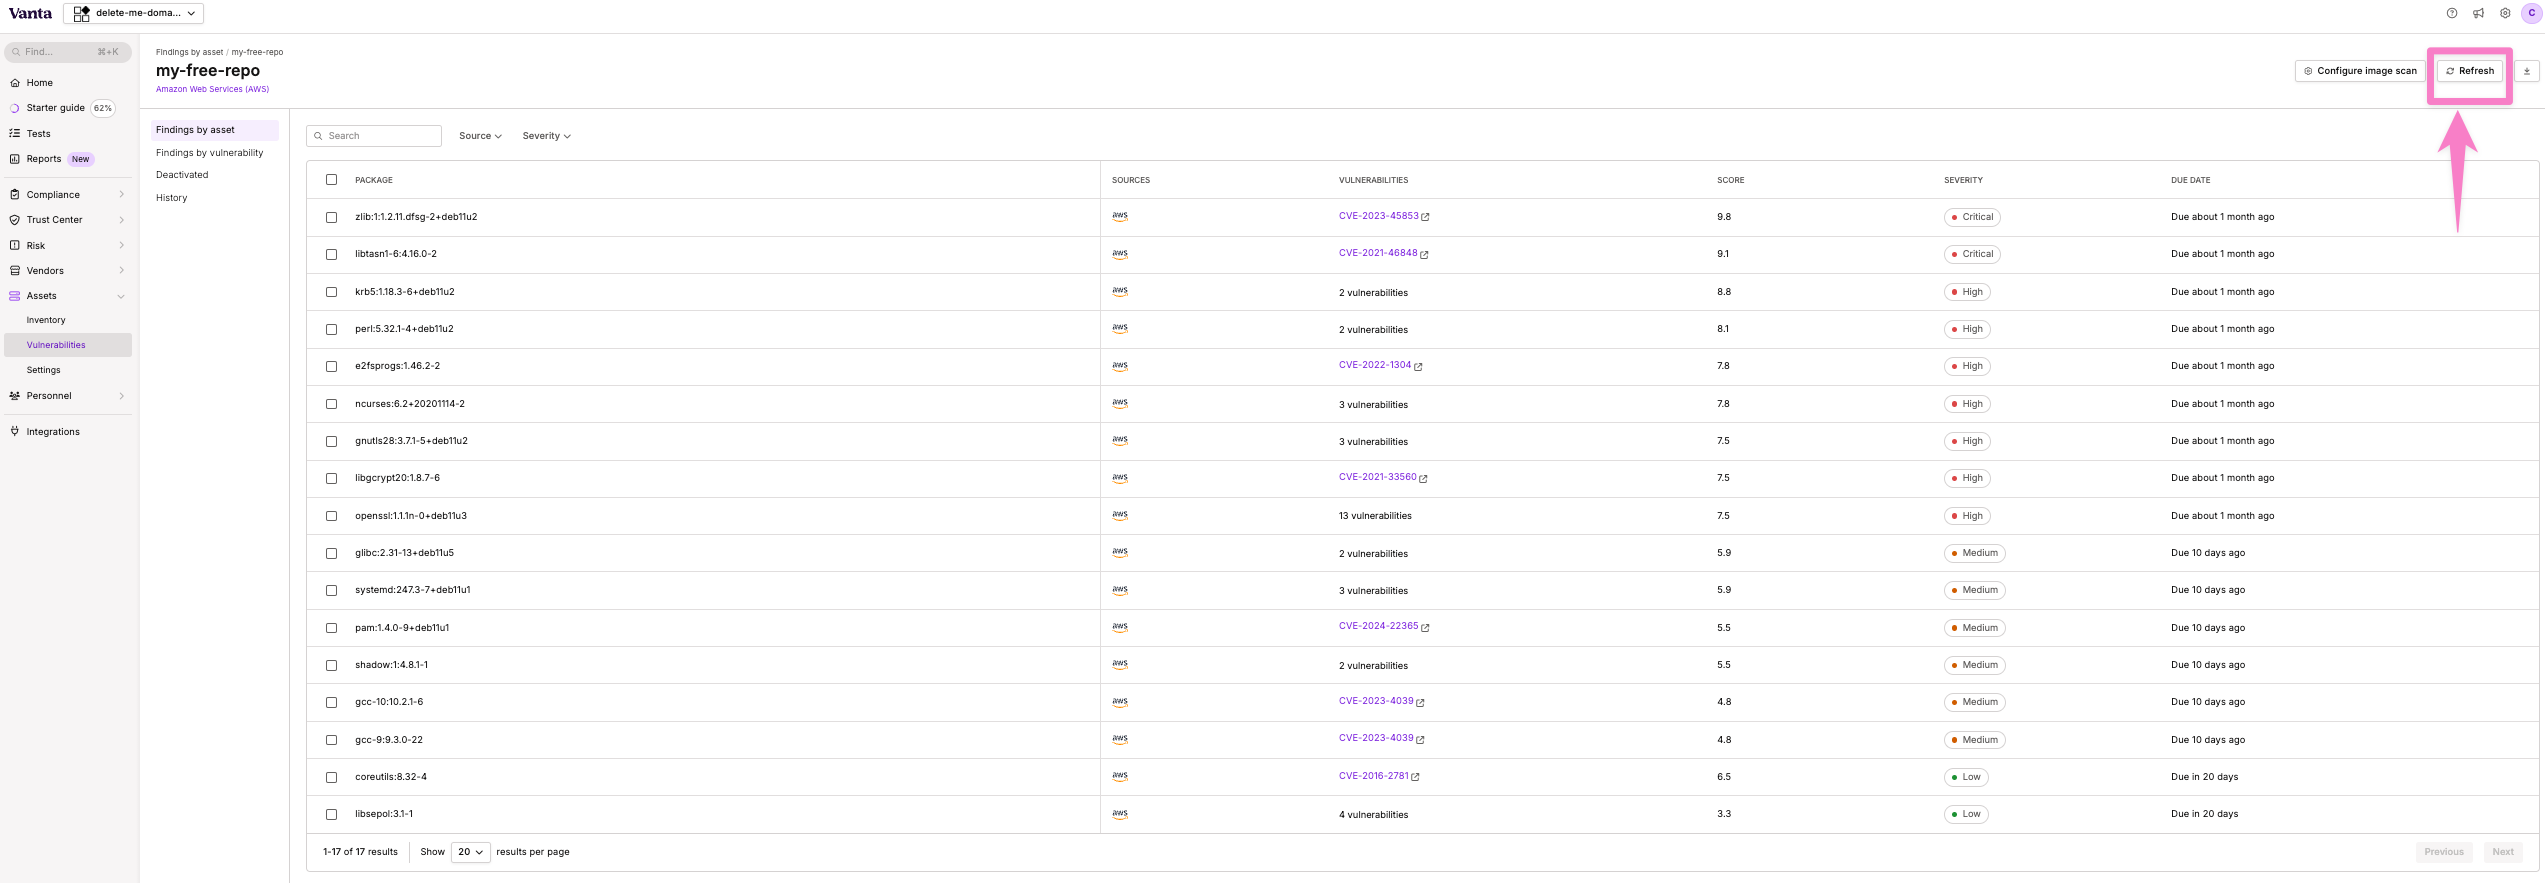 Vanta
delete-me-doma...
C
Find... ⌘+K
Home
Starter guide 62%
Tests
Reports New
Compliance
Trust Center
Risk
Vendors
Assets
Inventory
Vulnerabilities
Settings
Personnel
Integrations
Findings by asset / my-free-repo
my-free-repo
Amazon Web Services (AWS)
Configure image scan
Refresh
Findings by asset
Findings by vulnerability
Deactivated
History
Search Source Severity
PACKAGE SOURCES VULNERABILITIES SCORE SEVERITY DUE DATE
zlib:1:1.2.11.dfsg-2+deb11u2 aws CVE-2023-45853 9.8 Critical Due about 1 month ago
libtasn1-6:4.16.0-2 aws CVE-2021-46848 9.1 Critical Due about 1 month ago
krb5:1.18.3-6+deb11u2 aws 2 vulnerabilities 8.8 High Due about 1 month ago
perl:5.32.1-4+deb11u2 aws 2 vulnerabilities 8.1 High Due about 1 month ago
e2fsprogs:1.46.2-2 aws CVE-2022-1304 7.8 High Due about 1 month ago
ncurses:6.2+20201114-2 aws 3 vulnerabilities 7.8 High Due about 1 month ago
gnutls28:3.7.1-5+deb11u2 aws 3 vulnerabilities 7.5 High Due about 1 month ago
libgcrypt20:1.8.7-6 aws CVE-2021-33560 7.5 High Due about 1 month ago
openssl:1.1.1n-0+deb11u3 aws 13 vulnerabilities 7.5 High Due about 1 month ago
glibc:2.31-13+deb11u5 aws 2 vulnerabilities 5.9 Medium Due 10 days ago
systemd:247.3-7+deb11u1 aws 3 vulnerabilities 5.9 Medium Due 10 days ago
pam:1.4.0-9+deb11u1 aws CVE-2024-22365 5.5 Medium Due 10 days ago
shadow:1:4.8.1-1 aws 2 vulnerabilities 5.5 Medium Due 10 days ago
gcc-10:10.2.1-6 aws CVE-2023-4039 4.8 Medium Due 10 days ago
gcc-9:9.3.0-22 aws CVE-2023-4039 4.8 Medium Due 10 days ago
coreutils:8.32-4 aws CVE-2016-2781 6.5 Low Due in 20 days
libsepol:3.1-1 aws 4 vulnerabilities 3.3 Low Due in 20 days
1-17 of 17 results Show 20 results per page Previous Next